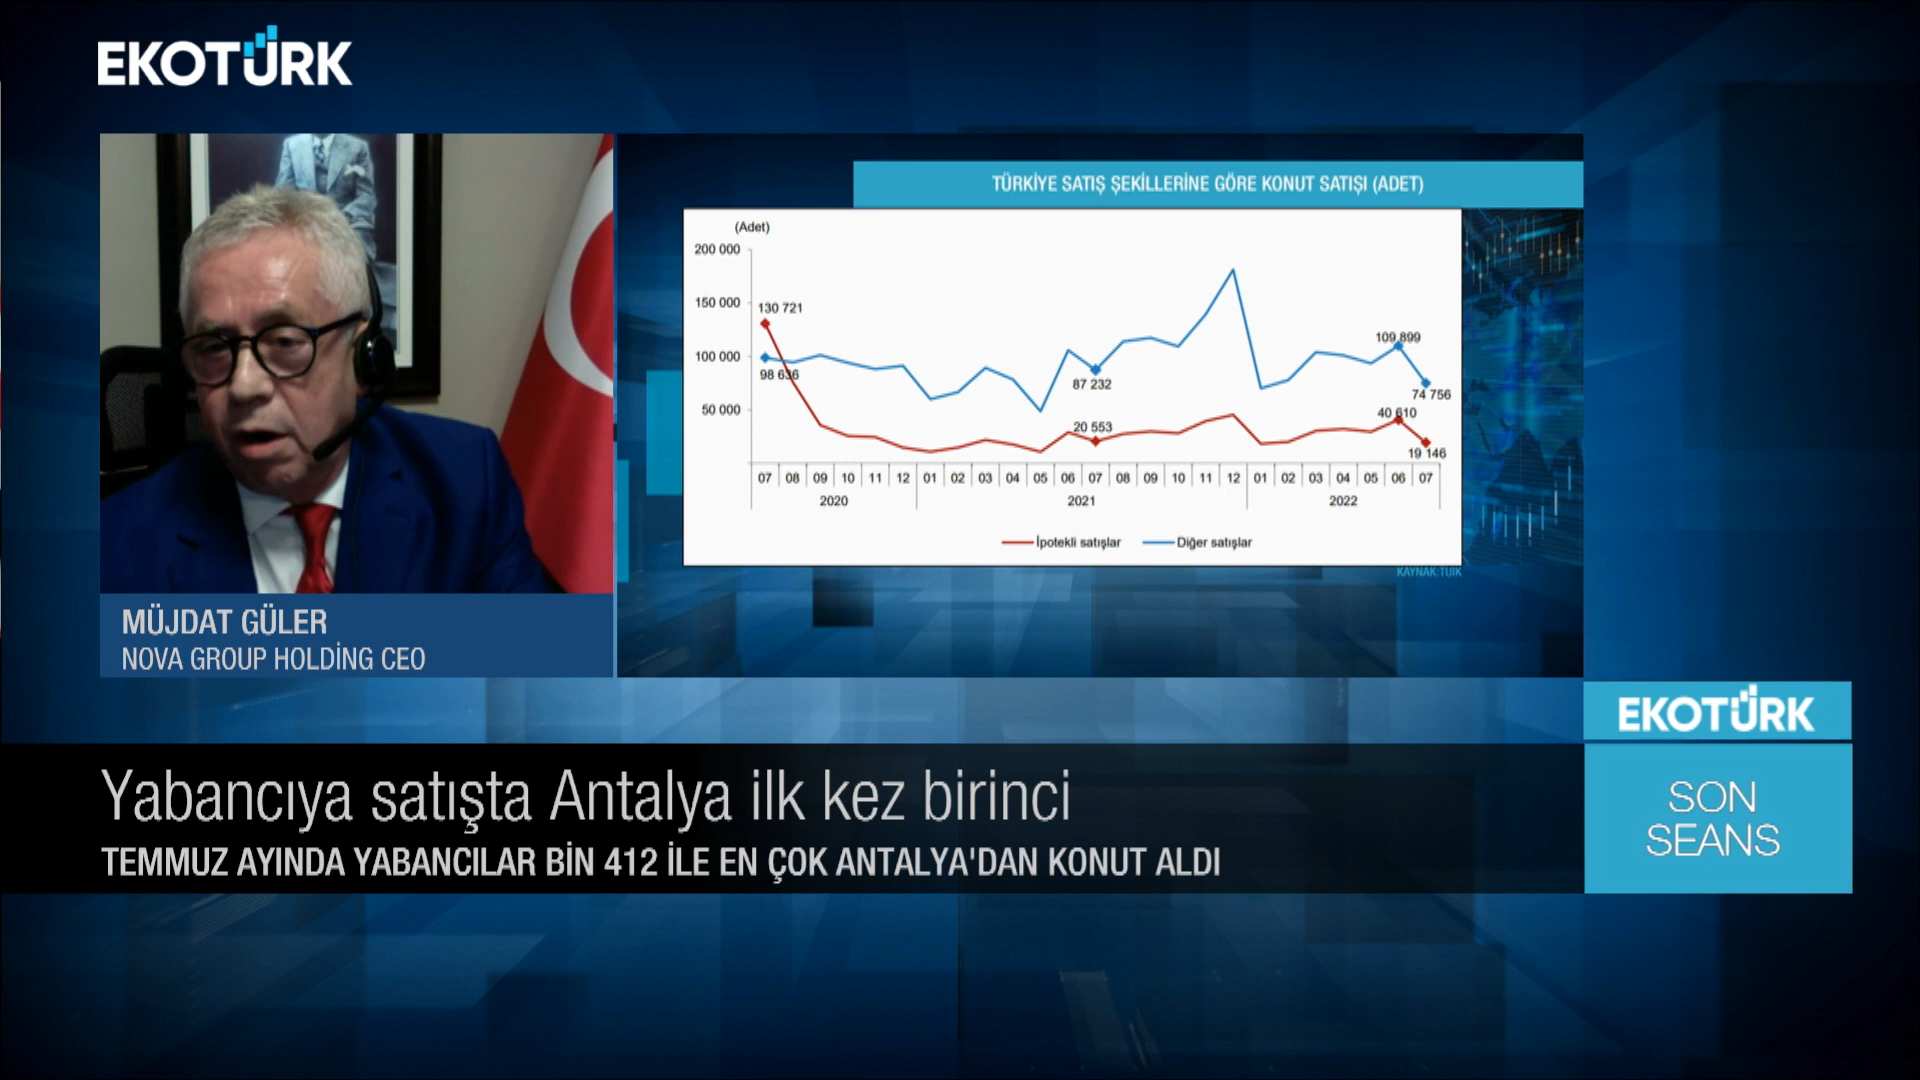 EKOTÜRK
TÜRKİYE SATIŞ ŞEKİLLERİNE GÖRE KONUT SATIŞI (ADET)
(Adet)
200 000
150 000
100 000
50 000
130 721
98 636
87 232
20 553
109 899
74 756
40 610
19 146
07 08 09 10 11 12 01 02 03 04 05 06 07 08 09 10 11 12 01 02 03 04 05 06 07
2020 2021 2022
İpotekli satışlar Diğer satışlar
KAYNAK:TÜİK
MÜJDAT GÜLER
NOVA GROUP HOLDİNG CEO
EKOTÜRK
Yabancıya satışta Antalya ilk kez birinci
TEMMUZ AYINDA YABANCILAR BİN 412 İLE EN ÇOK ANTALYA'DAN KONUT ALDI
SON
SEANS